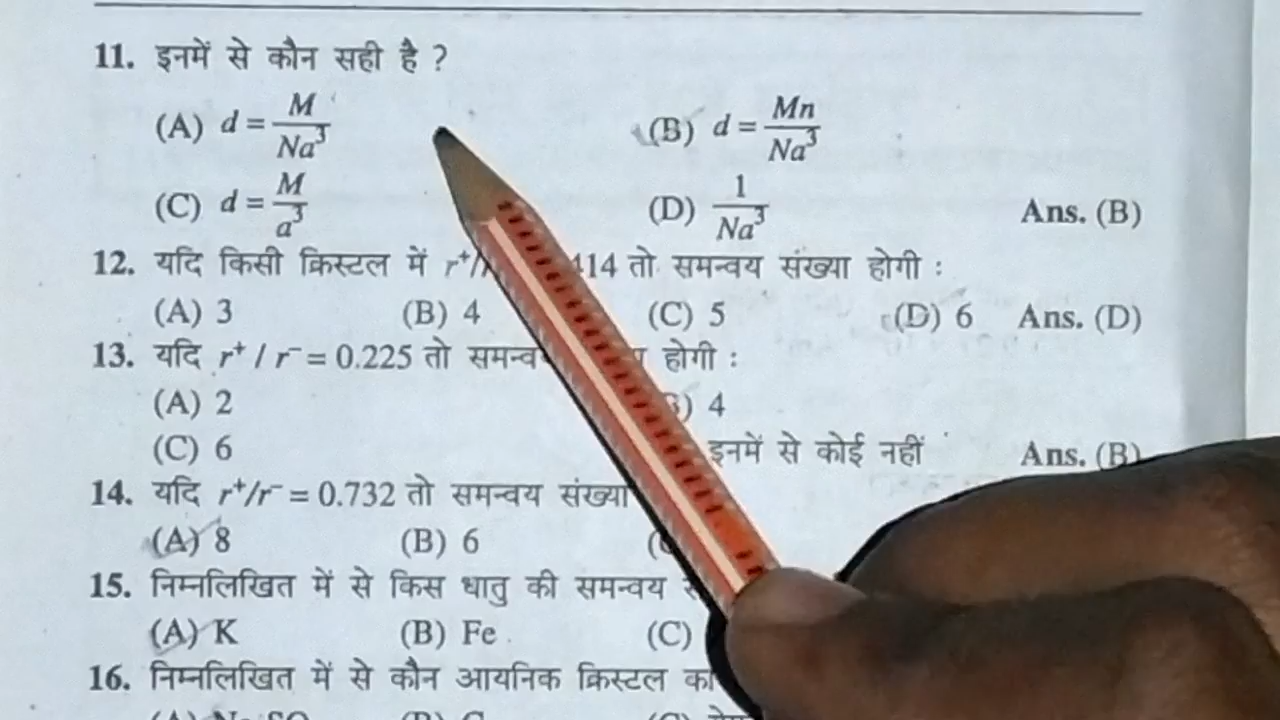 11. इनमें से कौन सही है ?
(A) d = M/Na³ (B) d = Mn/Na³
(C) d = M/a³ (D) 1/Na³ Ans. (B)
12. यदि किसी क्रिस्टल में r⁺/ 414 तो समन्वय संख्या होगी :
(A) 3 (B) 4 (C) 5 (D) 6 Ans. (D)
13. यदि r⁺ / r⁻ = 0.225 तो होगी :
(A) 2 4
(C) 6 इनमें से कोई नहीं Ans. (B)
14. यदि r⁺/r⁻ = 0.732 तो समन्वय संख्या
(A) 8 (B) 6
15. निम्नलिखित में से किस धातु की समन्वय
(A) K (B) Fe (C)
16. निम्नलिखित में से कौन आयनिक क्रिस्टल का